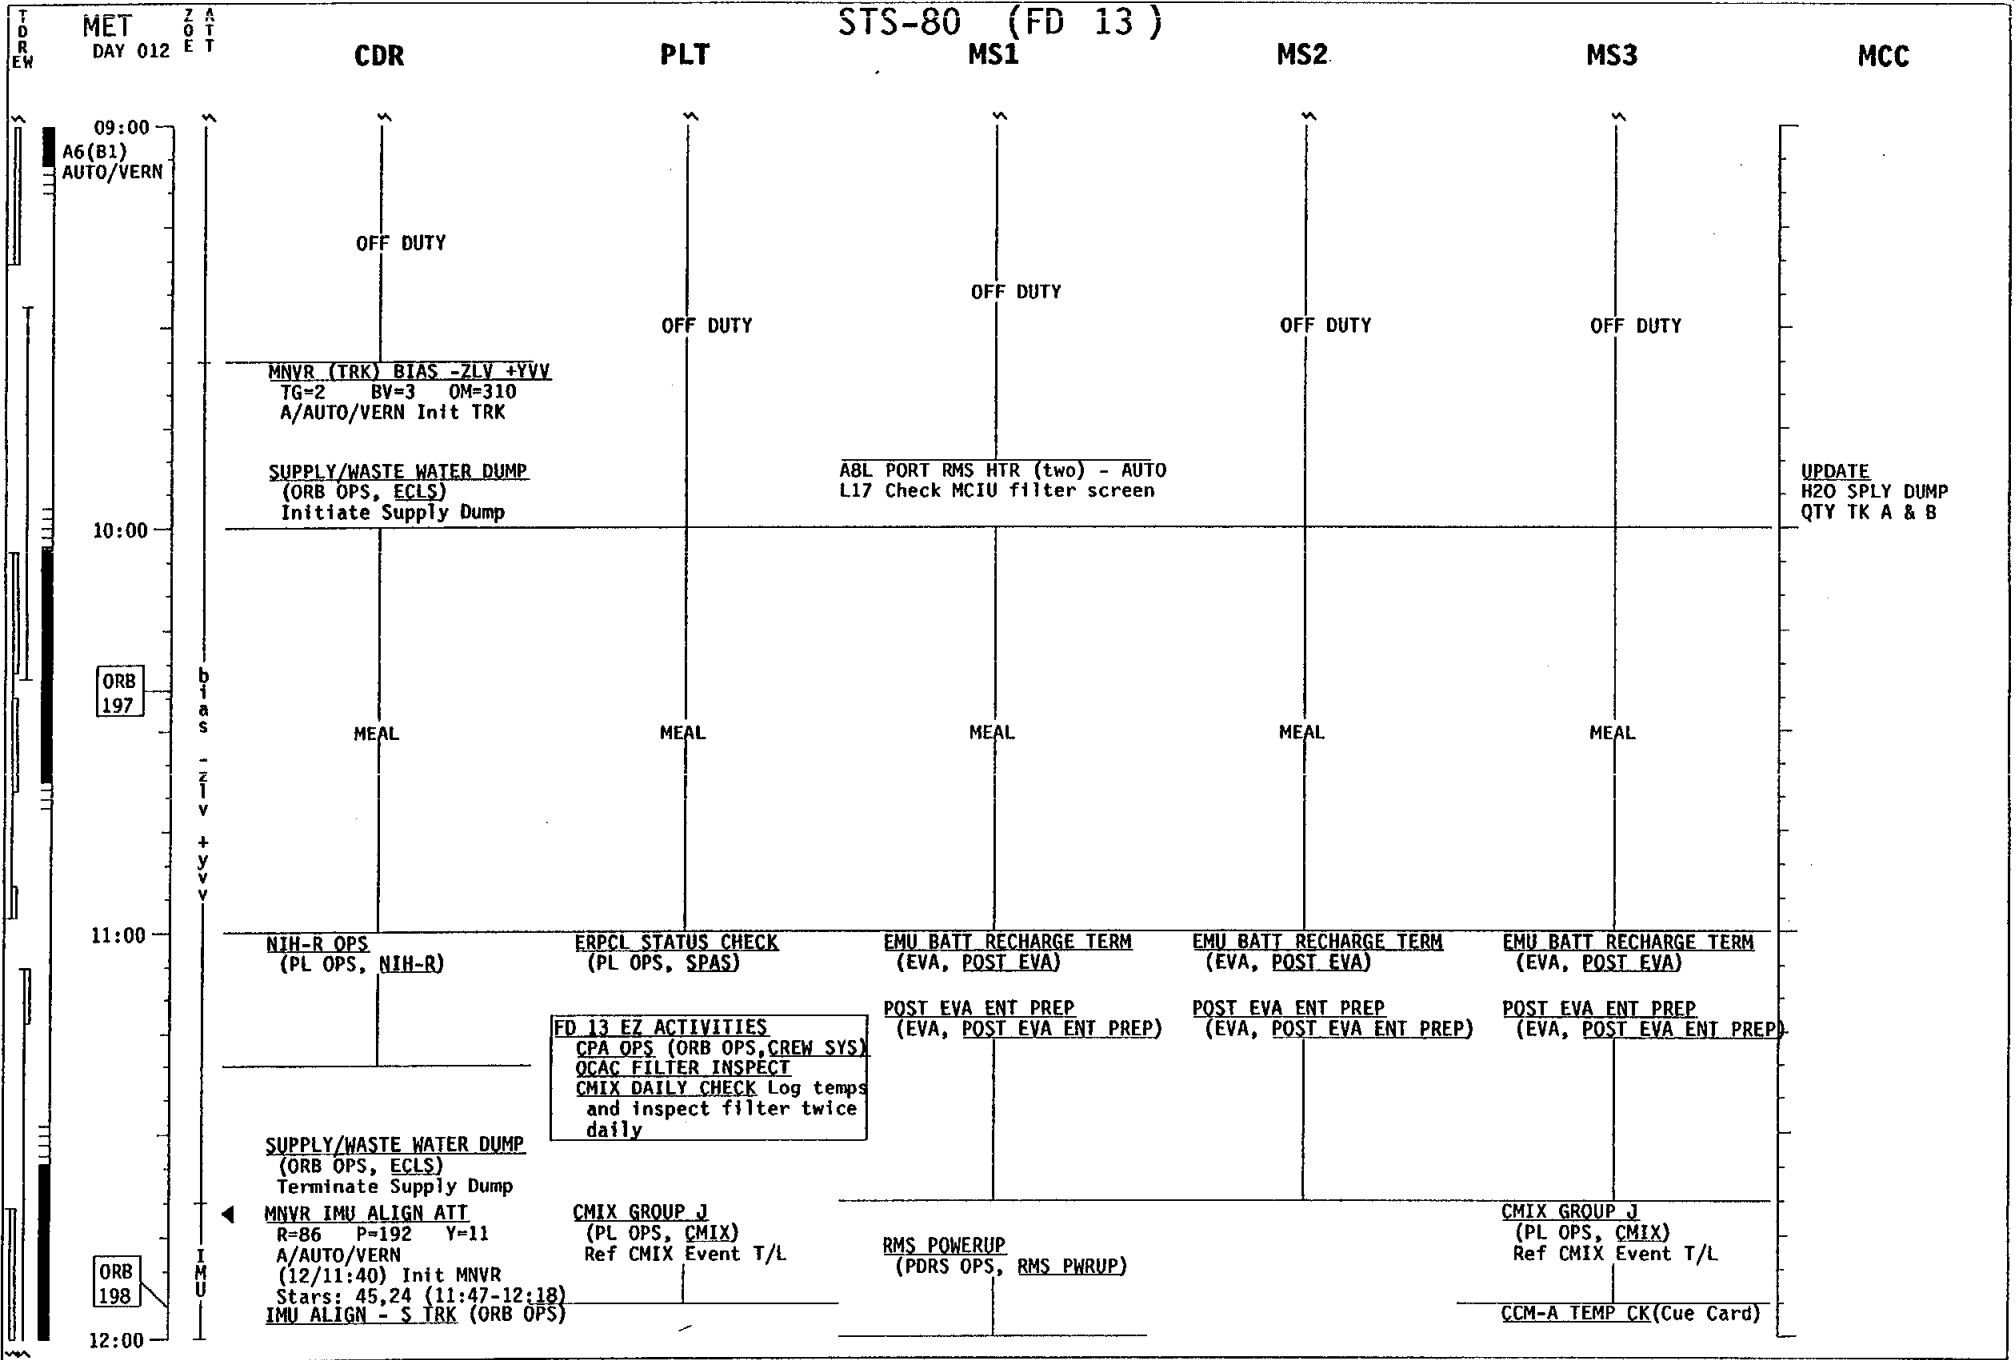 STS-80 (FD 13 )
TDREW
MET
DAY 012
ZOE
ATT
CDR
PLT
MS1
MS2
MS3
MCC
09:00
A6(B1)
AUTO/VERN
OFF DUTY
OFF DUTY
OFF DUTY
OFF DUTY
OFF DUTY
MNVR (TRK) BIAS -ZLV +YVV
TG=2 BV=3 OM=310
A/AUTO/VERN Init TRK
SUPPLY/WASTE WATER DUMP
(ORB OPS, ECLS)
Initiate Supply Dump
A8L PORT RMS HTR (two) - AUTO
L17 Check MCIU filter screen
UPDATE
H2O SPLY DUMP
QTY TK A & B
10:00
ORB
197
bias -zlv +yvv
MEAL
MEAL
MEAL
MEAL
MEAL
11:00
NIH-R OPS
(PL OPS, NIH-R)
ERPCL STATUS CHECK
(PL OPS, SPAS)
EMU BATT RECHARGE TERM
(EVA, POST EVA)
EMU BATT RECHARGE TERM
(EVA, POST EVA)
EMU BATT RECHARGE TERM
(EVA, POST EVA)
POST EVA ENT PREP
(EVA, POST EVA ENT PREP)
POST EVA ENT PREP
(EVA, POST EVA ENT PREP)
POST EVA ENT PREP
(EVA, POST EVA ENT PREP)
FD 13 EZ ACTIVITIES
CPA OPS (ORB OPS,CREW SYS)
OCAC FILTER INSPECT
CMIX DAILY CHECK Log temps
and inspect filter twice
daily
SUPPLY/WASTE WATER DUMP
(ORB OPS, ECLS)
Terminate Supply Dump
MNVR IMU ALIGN ATT
R=86 P=192 Y=11
A/AUTO/VERN
(12/11:40) Init MNVR
Stars: 45,24 (11:47-12:18)
IMU ALIGN - S TRK (ORB OPS)
CMIX GROUP J
(PL OPS, CMIX)
Ref CMIX Event T/L
RMS POWERUP
(PDRS OPS, RMS PWRUP)
CMIX GROUP J
(PL OPS, CMIX)
Ref CMIX Event T/L
CCM-A TEMP CK(Cue Card)
IMU
ORB
198
12:00